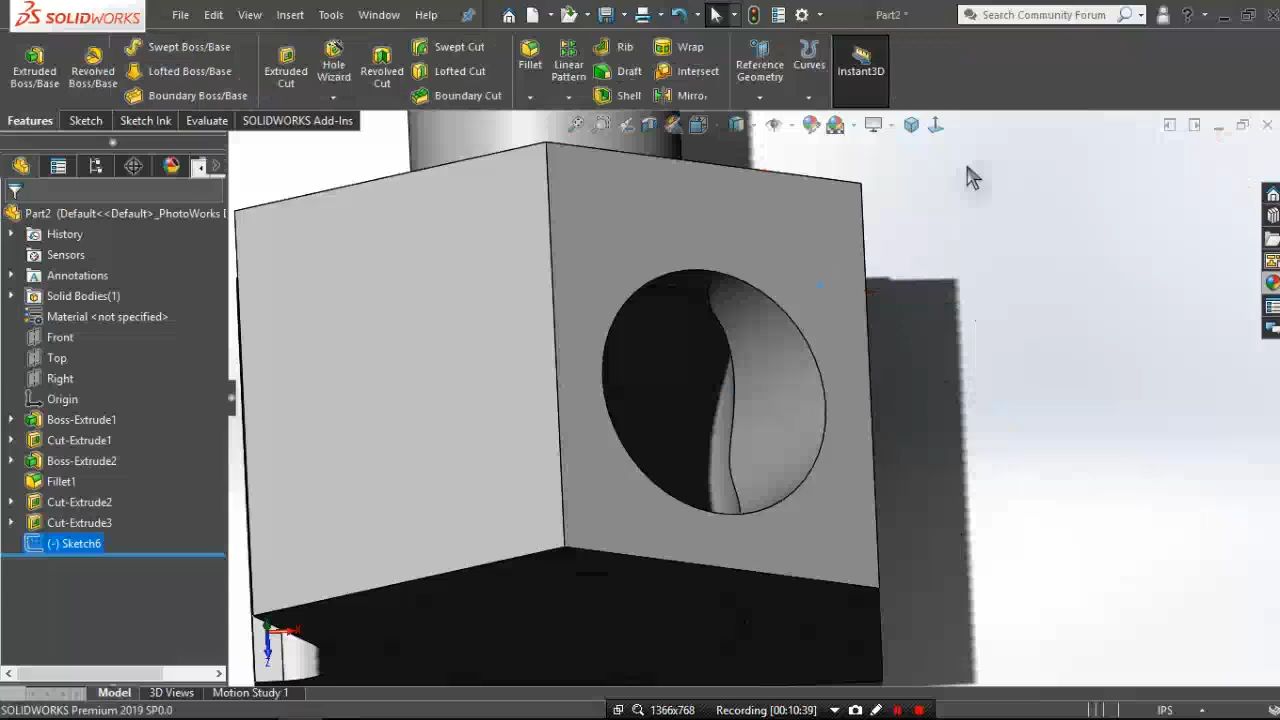 SOLIDWORKS File Edit View Insert Tools Window Help Part2 * Search Community Forum
Extruded Boss/Base
Revolved Boss/Base
Swept Boss/Base
Lofted Boss/Base
Boundary Boss/Base
Extruded Cut
Hole Wizard
Revolved Cut
Swept Cut
Lofted Cut
Boundary Cut
Fillet
Linear Pattern
Rib
Draft
Shell
Wrap
Intersect
Mirror
Reference Geometry
Curves
Instant3D
Features Sketch Sketch Ink Evaluate SOLIDWORKS Add-Ins
Part2 (Default<<Default>_PhotoWorks
History
Sensors
Annotations
Solid Bodies(1)
Material <not specified>
Front
Top
Right
Origin
Boss-Extrude1
Cut-Extrude1
Boss-Extrude2
Fillet1
Cut-Extrude2
Cut-Extrude3
(-) Sketch6
X
Z
Model 3D Views Motion Study 1
SOLIDWORKS Premium 2019 SP0.0 1366x768 Recording [00:10:39] IPS